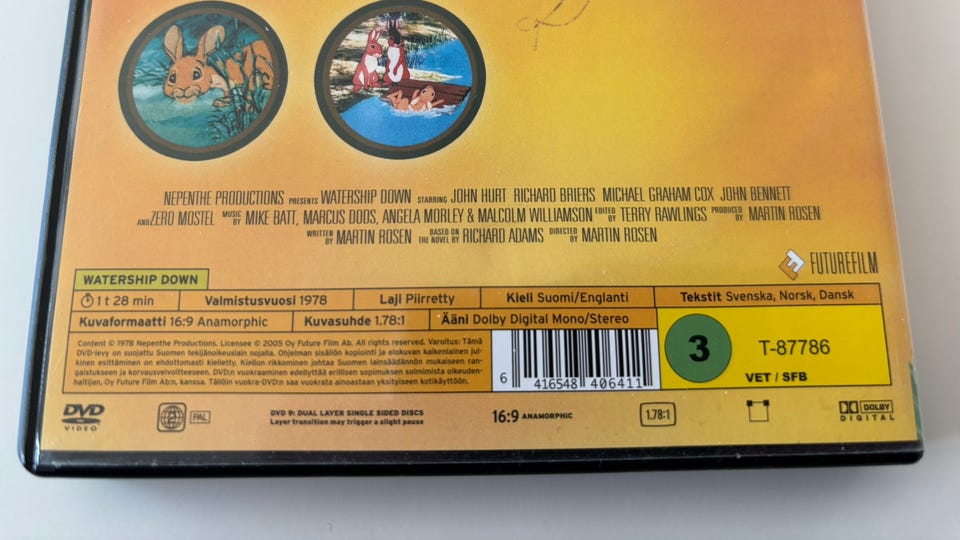 NEPENTHE PRODUCTIONS PRESENTS WATERSHIP DOWN STARRING JOHN HURT RICHARD BRIERS MICHAEL GRAHAM COX JOHN BENNETT
AND ZERO MOSTEL MUSIC BY MIKE BATT, MARCUS DODS, ANGELA MORLEY & MALCOLM WILLIAMSON EDITED BY TERRY RAWLINGS PRODUCED BY MARTIN ROSEN
WRITTEN BY MARTIN ROSEN BASED ON THE NOVEL BY RICHARD ADAMS DIRECTED BY MARTIN ROSEN
FUTUREFILM
WATERSHIP DOWN
1 t 28 min Valmistusvuosi 1978 Laji Piirretty Kieli Suomi/Englanti Tekstit Svenska, Norsk, Dansk
Kuvaformaatti 16:9 Anamorphic Kuvasuhde 1.78:1 Ääni Dolby Digital Mono/Stereo
Content © 1978 Nepenthe Productions. Licensee © 2005 Oy Future Film Ab. Varoitus: Tämä
DVD-levy on suojattu Suomen tekijänoikeuslain nojalla. Ohjelman sisällön kopiointi ja elokuvan kaikenlainen jul-
kinen esittäminen on ehdottomasti kielletty. Kiellon rikkominen johtaa Suomen lainsäädännön mukaiseen ran-
gaistukseen ja korvausvelvoitteeseen. DVD:n vuokraaminen edellyttää erillisen sopimuksen solmimista oikeuden-
haltijan, Oy Future Film Ab:n, kanssa. Tällöin vuokra-DVD:n saa vuokrata ainoastaan yksityiseen kotikäyttöön.
6 416548 406411
3
T-87786
VET / SFB
DVD VIDEO
2 PAL
DVD 9: DUAL LAYER SINGLE SIDED DISCS
Layer transition may trigger a slight pause
16:9 ANAMORPHIC
1.78:1
DOLBY DIGITAL